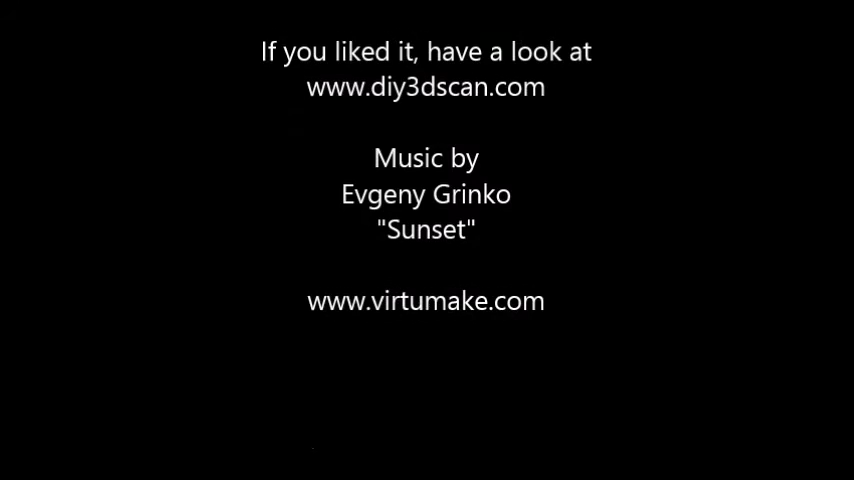 If you liked it, have a look at
www.diy3dscan.com
Music by
Evgeny Grinko
"Sunset"
www.virtumake.com